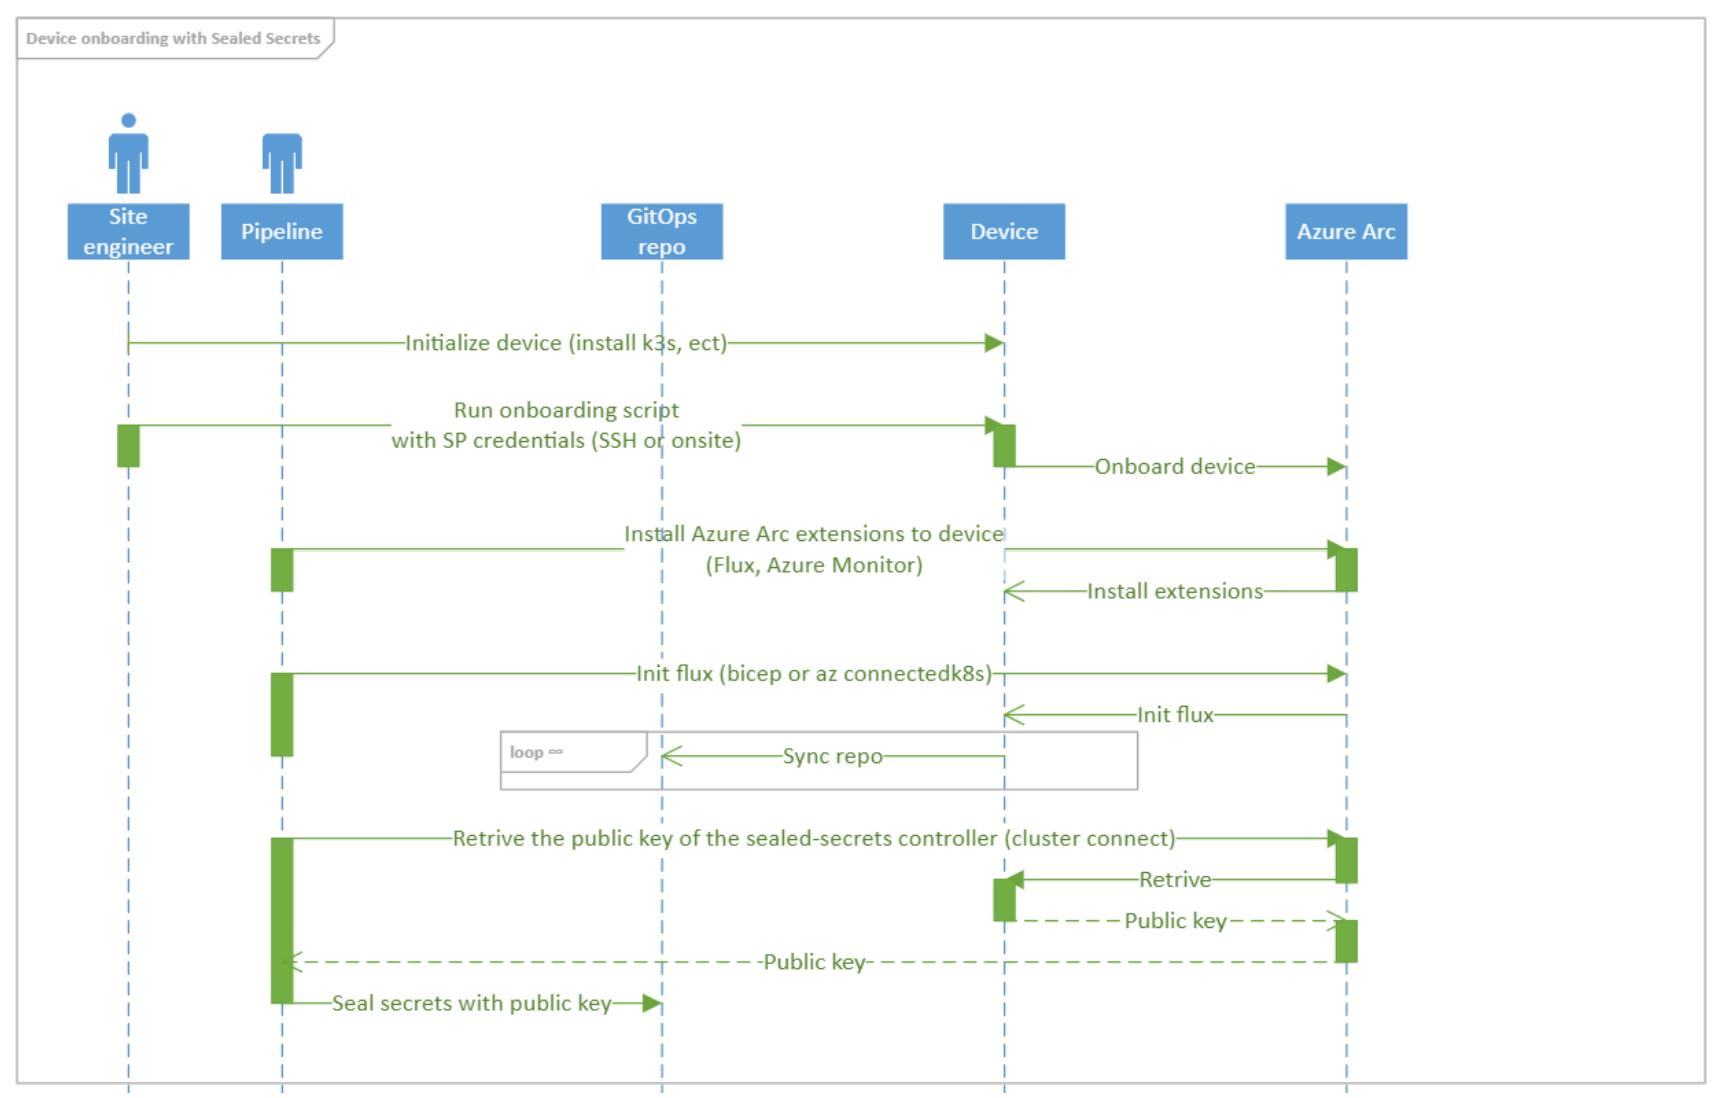 Device onboarding with Sealed Secrets
Site
engineer
Pipeline
GitOps
repo
Device
Azure Arc
Initialize device (install k3s, ect)
Run onboarding script
with SP credentials (SSH or onsite)
Onboard device
Install Azure Arc extensions to device
(Flux, Azure Monitor)
Install extensions
Init flux (bicep or az connectedk8s)
Init flux
loop ∞
Sync repo
Retrive the public key of the sealed-secrets controller (cluster connect)
Retrive
Public key
Public key
Seal secrets with public key